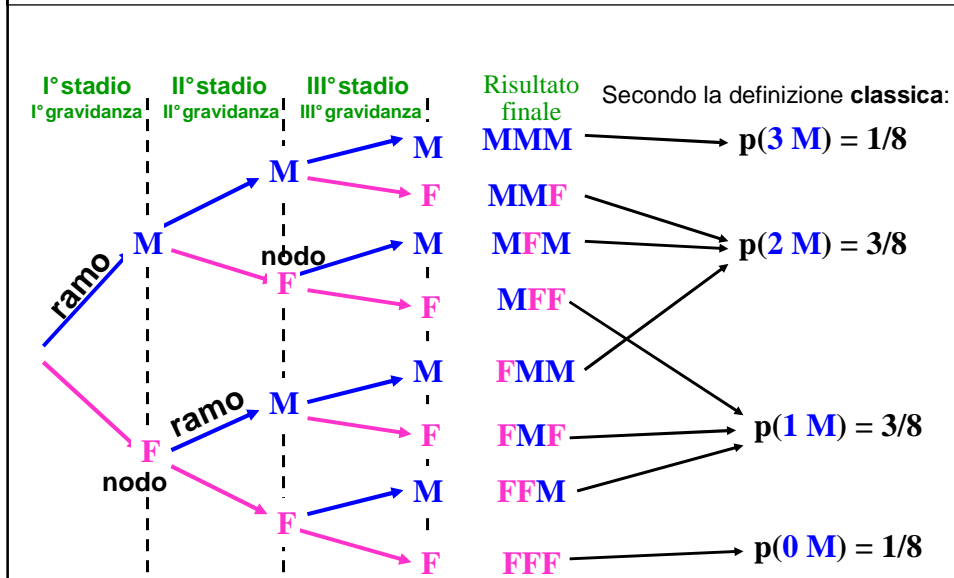 I° stadio II° stadio III° stadio Risultato
I° gravidanza II° gravidanza III° gravidanza finale
Secondo la definizione classica:
M MMM p(3 M) = 1/8
M
F MMF
M nodo M MFM p(2 M) = 3/8
ramo
F
F MFF
M FMM
ramo M
F FMF p(1 M) = 3/8
F
nodo
M FFM
F
F FFF p(0 M) = 1/8